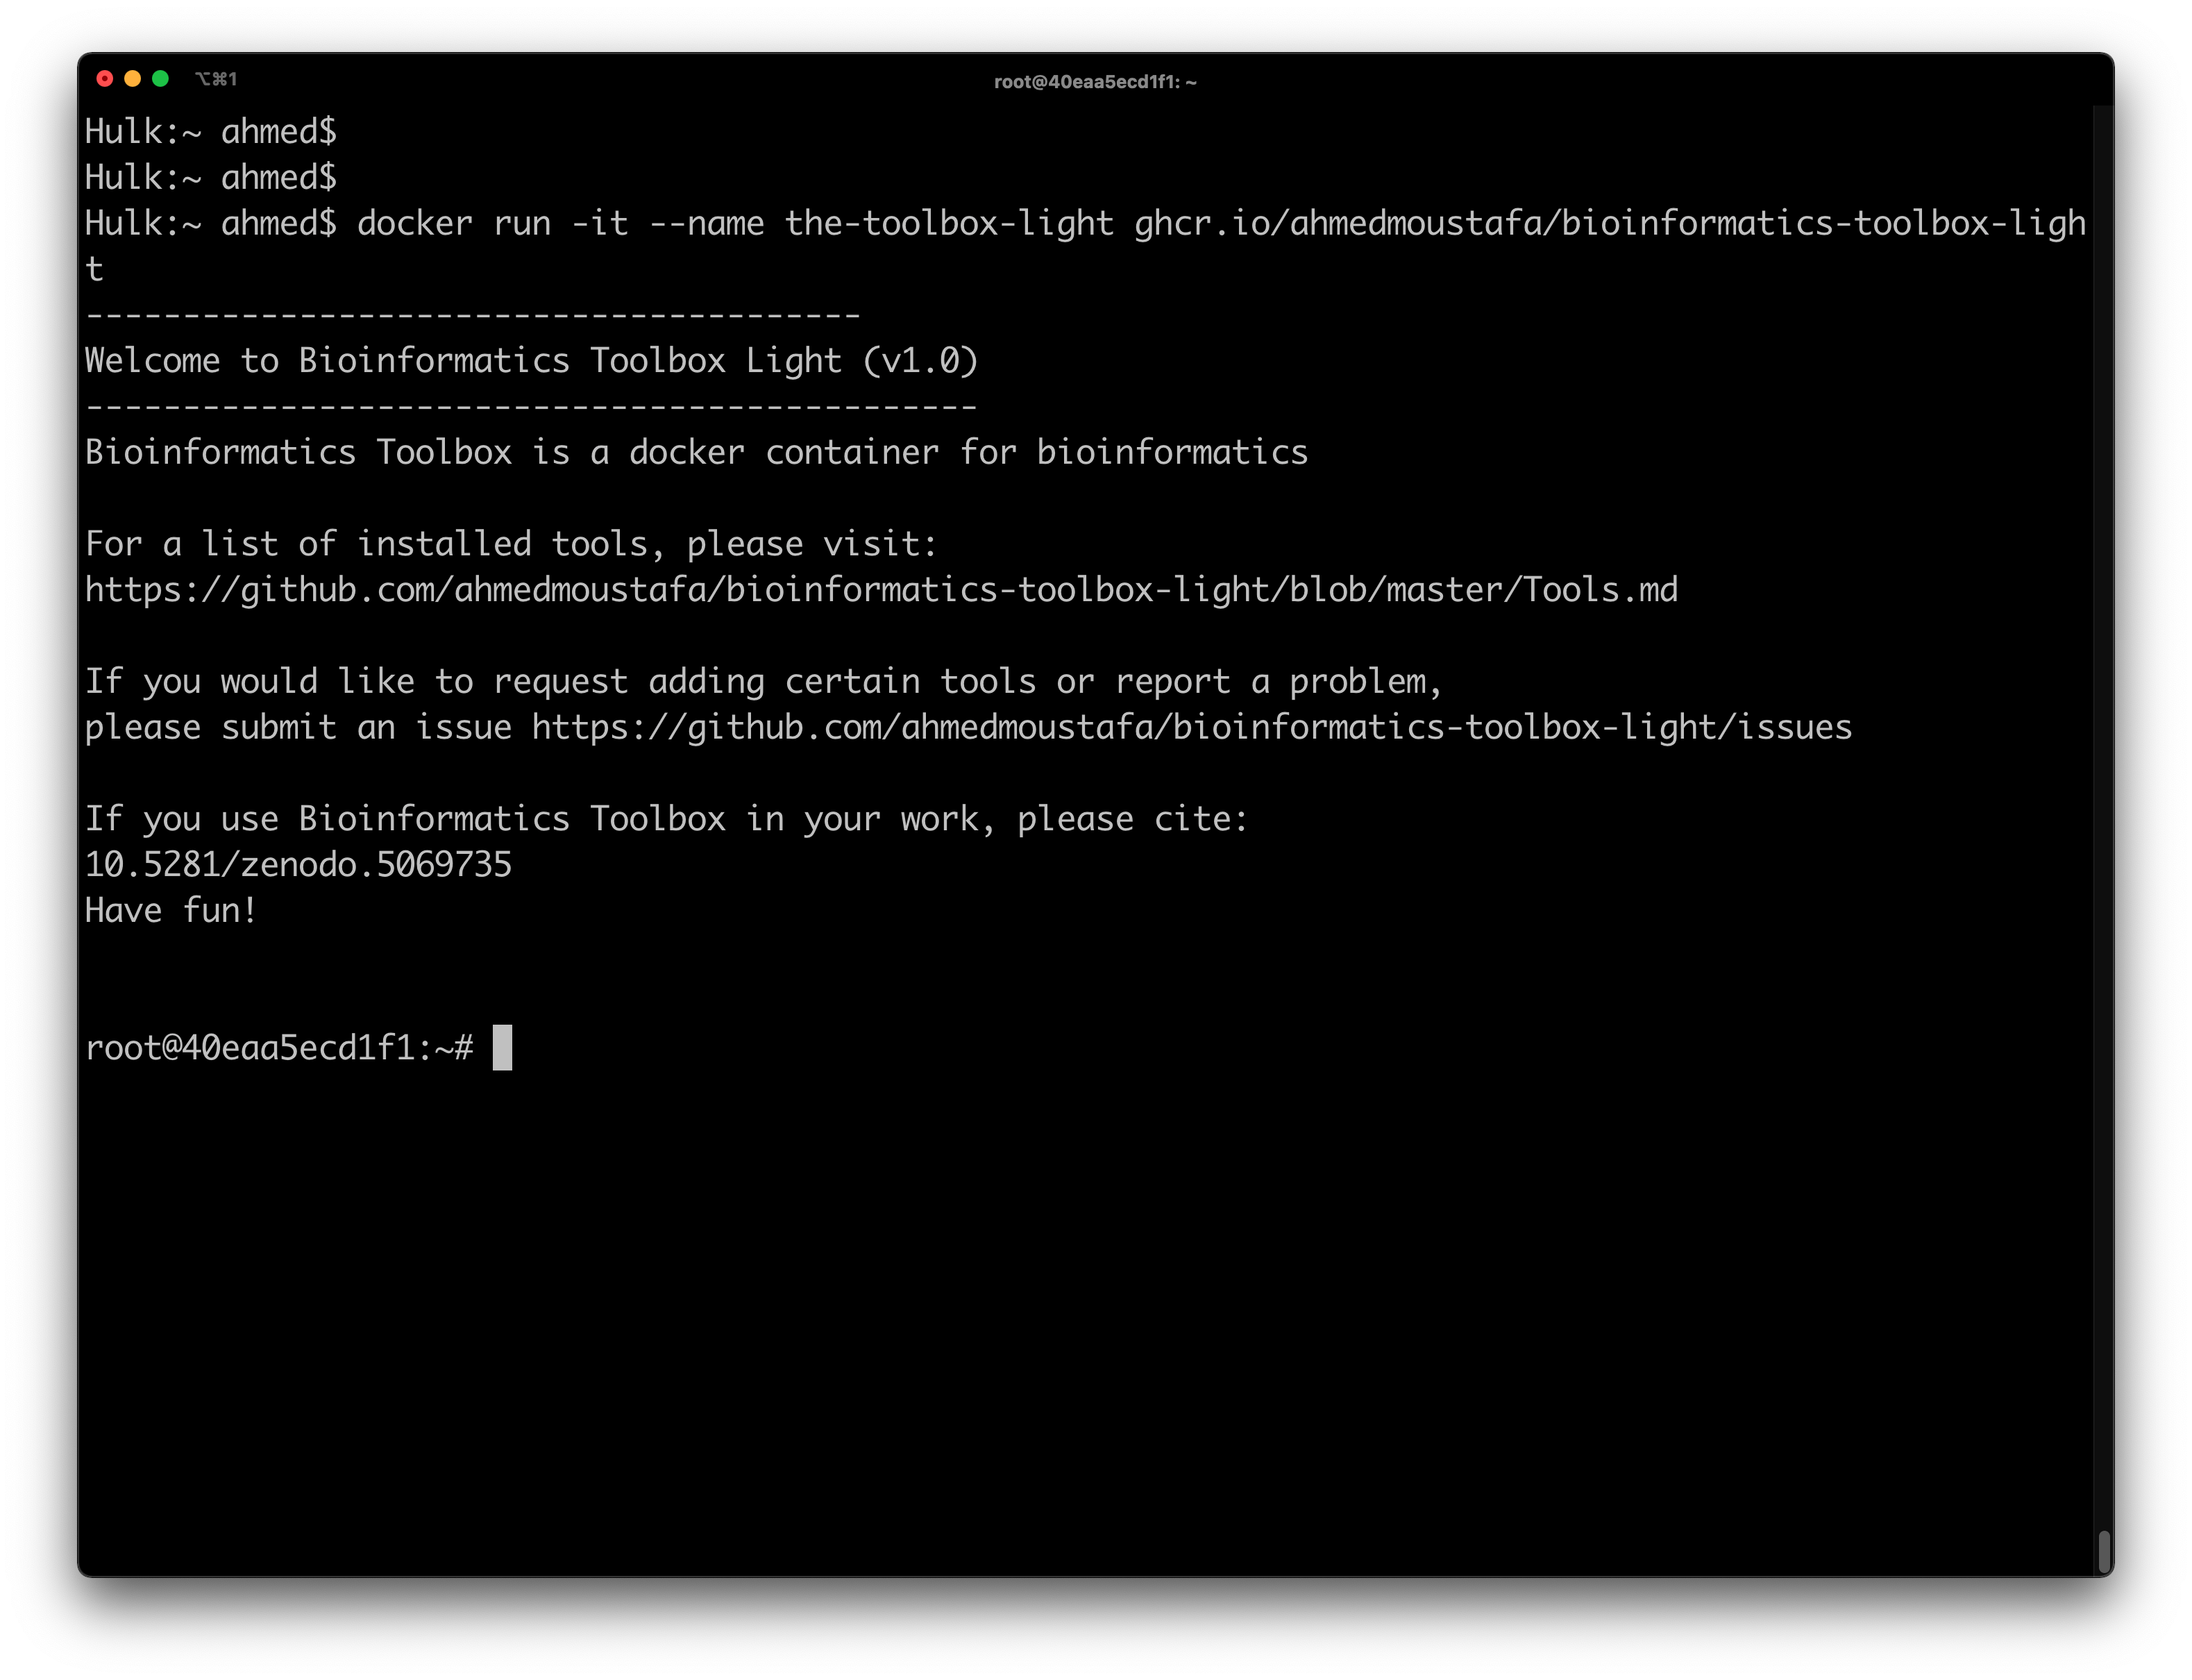 ⌥⌘1
root@40eaa5ecd1f1: ~
Hulk:~ ahmed$
Hulk:~ ahmed$
Hulk:~ ahmed$ docker run -it --name the-toolbox-light ghcr.io/ahmedmoustafa/bioinformatics-toolbox-ligh
t
----------------------------------------
Welcome to Bioinformatics Toolbox Light (v1.0)
----------------------------------------------
Bioinformatics Toolbox is a docker container for bioinformatics
For a list of installed tools, please visit:
https://github.com/ahmedmoustafa/bioinformatics-toolbox-light/blob/master/Tools.md
If you would like to request adding certain tools or report a problem,
please submit an issue https://github.com/ahmedmoustafa/bioinformatics-toolbox-light/issues
If you use Bioinformatics Toolbox in your work, please cite:
10.5281/zenodo.5069735
Have fun!
root@40eaa5ecd1f1:~#